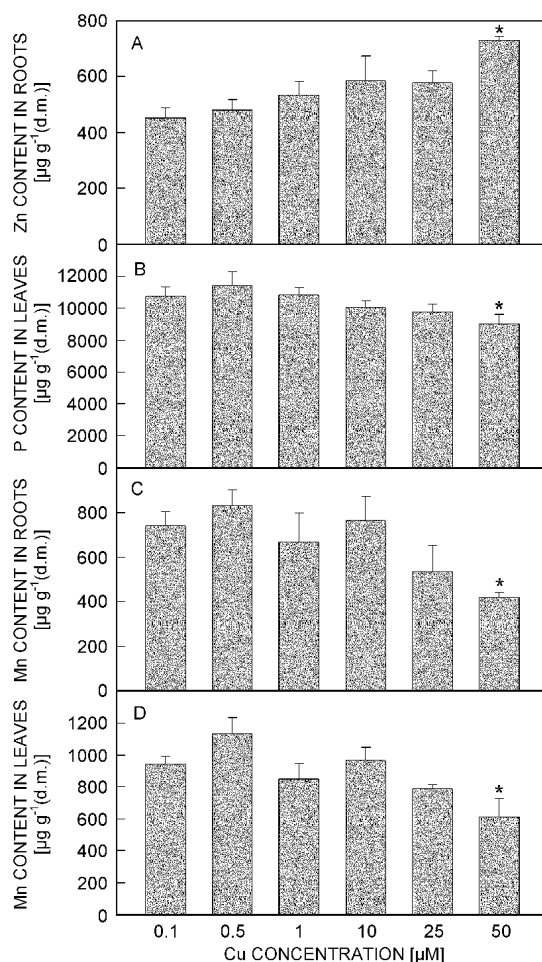 A
Zn CONTENT IN ROOTS
[µg g⁻¹(d.m.)]
800
600
400
200
0
*
B
P CONTENT IN LEAVES
[µg g⁻¹(d.m.)]
12000
10000
8000
6000
4000
2000
0
*
C
Mn CONTENT IN ROOTS
[µg g⁻¹(d.m.)]
800
600
400
200
0
*
D
Mn CONTENT IN LEAVES
[µg g⁻¹(d.m.)]
1200
1000
800
600
400
200
0
*
0.1 0.5 1 10 25 50
Cu CONCENTRATION [µM]